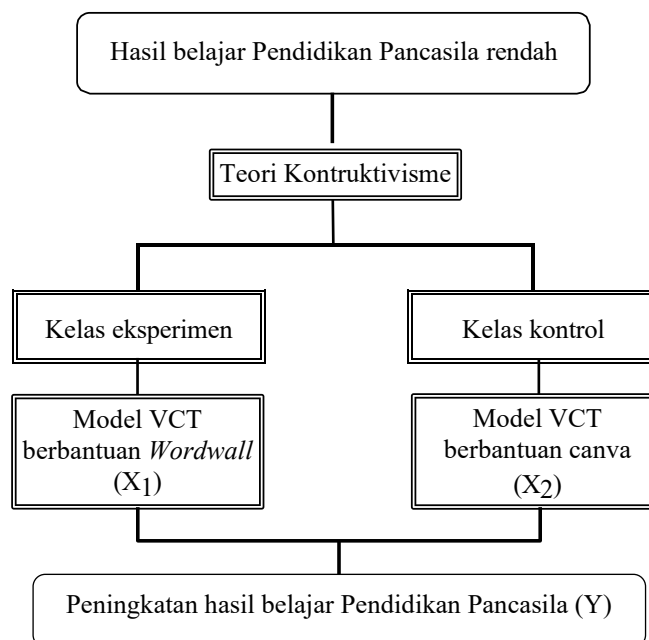 Hasil belajar Pendidikan Pancasila rendah
Teori Kontruktivisme
Kelas eksperimen
Kelas kontrol
Model VCT
berbantuan Wordwall
(X1)
Model VCT
berbantuan canva
(X2)
Peningkatan hasil belajar Pendidikan Pancasila (Y)